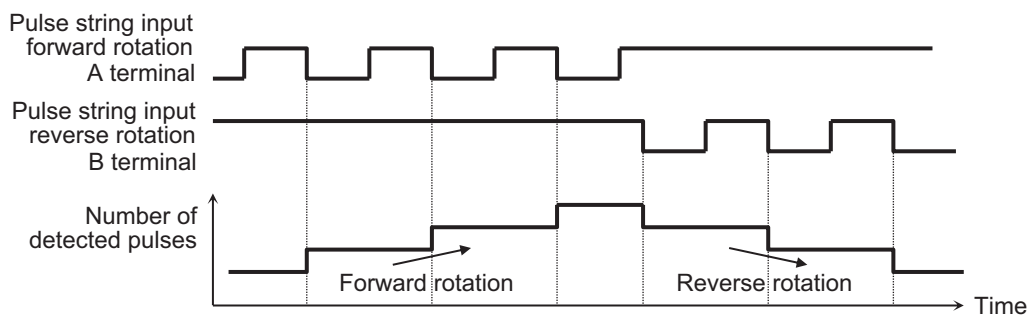 Pulse string input
forward rotation
A terminal
Pulse string input
reverse rotation
B terminal
Number of
detected pulses
Forward rotation
Reverse rotation
Time